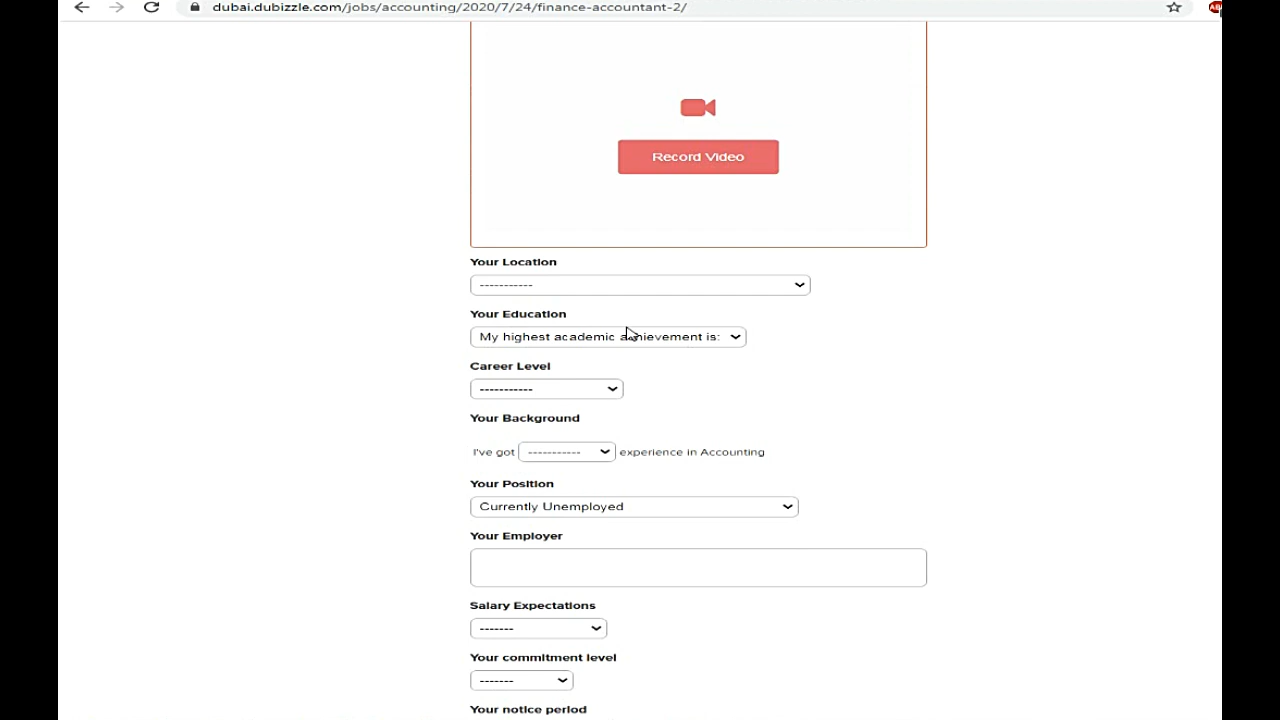 dubai.dubizzle.com/jobs/accounting/2020/7/24/finance-accountant-2/
Record Video
Your Location
-----------
Your Education
My highest academic achievement is:
Career Level
-----------
Your Background
I've got ----------- experience in Accounting
Your Position
Currently Unemployed
Your Employer
Salary Expectations
-------
Your commitment level
-------
Your notice period